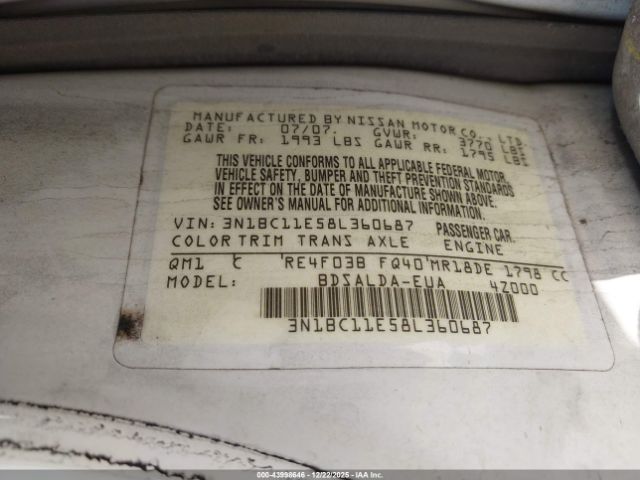 MANUFACTURED BY NISSAN MOTOR CO., LTD.
DATE: 07/07. GVWR: 3770 LBS
GAWR FR: 1993 LBS GAWR RR: 1795 LBS
THIS VEHICLE CONFORMS TO ALL APPLICABLE FEDERAL MOTOR
VEHICLE SAFETY, BUMPER AND THEFT PREVENTION STANDARDS
IN EFFECT ON THE DATE OF MANUFACTURE SHOWN ABOVE.
SEE OWNER'S MANUAL FOR ADDITIONAL INFORMATION.
VIN: 3N1BC11E58L360687 PASSENGER CAR.
COLOR TRIM TRANS AXLE ENGINE
QM1 C 'RE4F03B FQ40'MR18DE 1798 CC
MODEL: BDSALDA-EUA 4Z000
3N1BC11E58L360687
000-43998646 - 12/22/2025 - IAA Inc.